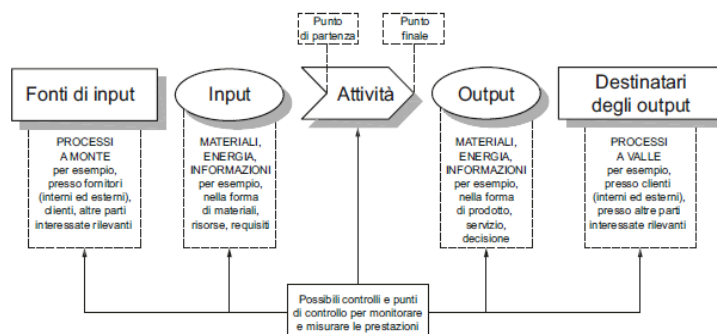 Punto
di partenza
Punto
finale
Fonti di input
Input
Attività
Output
Destinatari
degli output
PROCESSI
A MONTE
per esempio,
presso fornitori
(interni ed esterni),
clienti, altre parti
interessate rilevanti
MATERIALI,
ENERGIA,
INFORMAZIONI
per esempio,
nella forma
di materiali,
risorse, requisiti
MATERIALI,
ENERGIA,
INFORMAZIONI
per esempio,
nella forma
di prodotto,
servizio,
decisione
PROCESSI
A VALLE
per esempio,
presso clienti
(interni ed esterni),
presso altre parti
interessate rilevanti
Possibili controlli e punti
di controllo per monitorare
e misurare le prestazioni